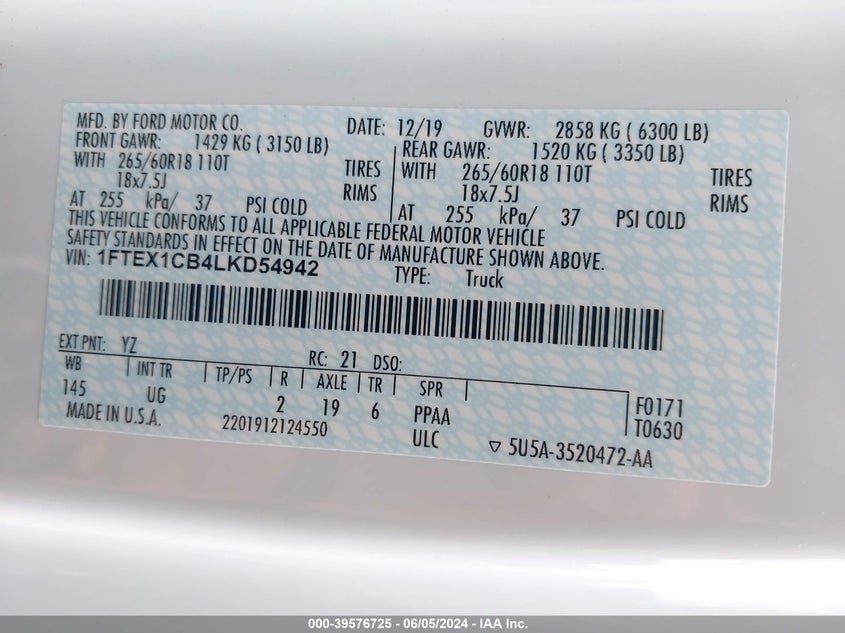 MFD. BY FORD MOTOR CO. DATE: 12/19 GVWR: 2858 KG ( 6300 LB)
FRONT GAWR: 1429 KG ( 3150 LB) REAR GAWR: 1520 KG ( 3350 LB)
WITH 265/60R18 110T TIRES WITH 265/60R18 110T TIRES
18x7.5J RIMS 18x7.5J RIMS
AT 255 kPa/ 37 PSI COLD AT 255 kPa/ 37 PSI COLD
THIS VEHICLE CONFORMS TO ALL APPLICABLE FEDERAL MOTOR VEHICLE
SAFETY STANDARDS IN EFFECT ON THE DATE OF MANUFACTURE SHOWN ABOVE.
VIN: 1FTEX1CB4LKD54942 TYPE: Truck
EXT PNT: YZ RC: 21 DSO:
WB INT TR TP/PS R AXLE TR SPR
145 UG 2 19 6 PPAA F0171
MADE IN U.S.A. 2201912124550 ULC T0630
▽ 5U5A-3520472-AA
000-39576725 - 06/05/2024 - IAA Inc.